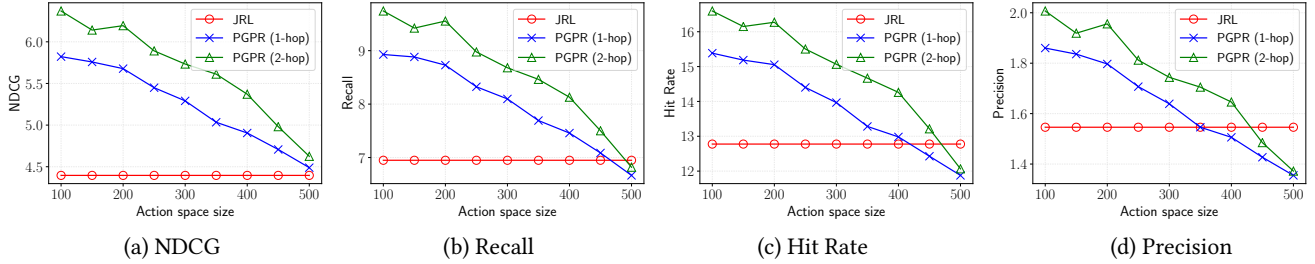 JRL
PGPR (1-hop)
PGPR (2-hop)
NDCG
6.0
5.5
5.0
4.5
100
200
300
400
500
Action space size
(a) NDCG
JRL
PGPR (1-hop)
PGPR (2-hop)
Recall
9
8
7
100
200
300
400
500
Action space size
(b) Recall
JRL
PGPR (1-hop)
PGPR (2-hop)
Hit Rate
16
15
14
13
12
100
200
300
400
500
Action space size
(c) Hit Rate
JRL
PGPR (1-hop)
PGPR (2-hop)
Precision
2.0
1.8
1.6
1.4
100
200
300
400
500
Action space size
(d) Precision